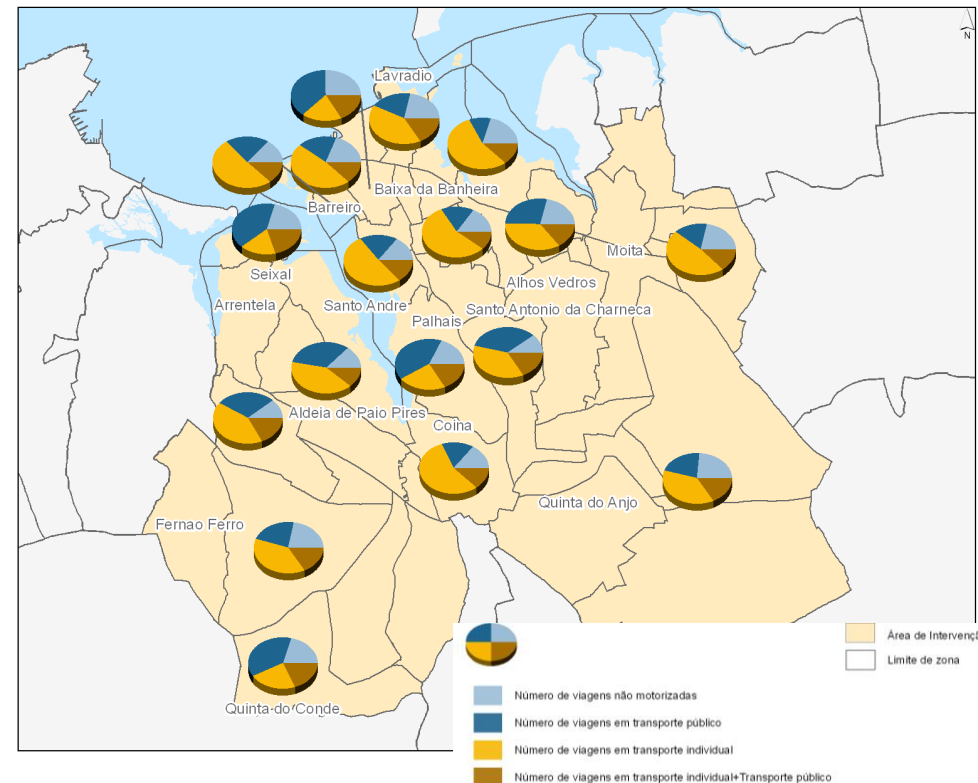 N
Lavradio
Baixa da Banheira
Barreiro
Moita
Seixal
Alhos Vedros
Arrentela
Santo Andre
Santo Antonio da Charneca
Palhais
Aldeia de Paio Pires
Coina
Quinta do Anjo
Fernao Ferro
Quinta do Conde
Área de Intervençã
Limite de zona
Número de viagens não motorizadas
Número de viagens em transporte público
Número de viagens em transporte individual
Número de viagens em transporte individual+Transporte público